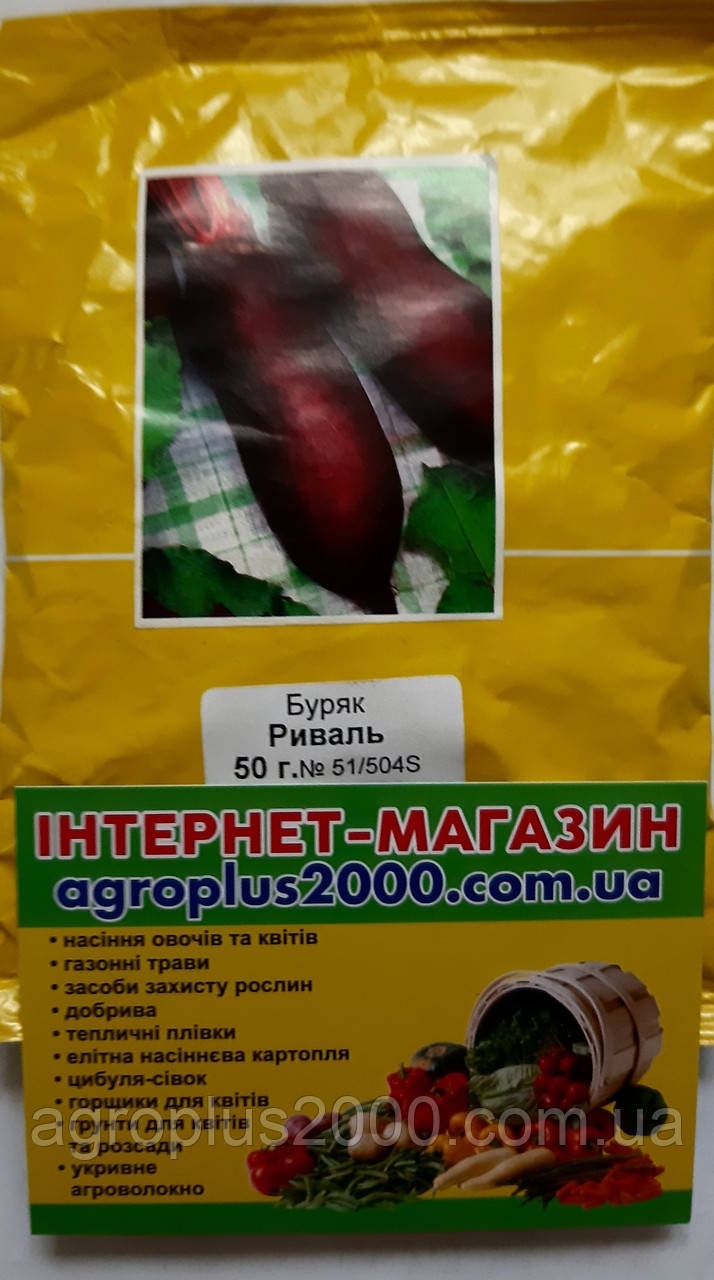 Буряк
Риваль
50 г.№ 51/504S
ІНТЕРНЕТ-МАГАЗИН
agroplus2000.com.ua
• насіння овочів та квітів
• газонні трави
• засоби захисту рослин
• добрива
• тепличні плівки
• елітна насіннєва картопля
• цибуля-сівок
• горщики для квітів
• грунти для квітів
та розсади
• укривне
агроволокно
agroplus2000.com.ua